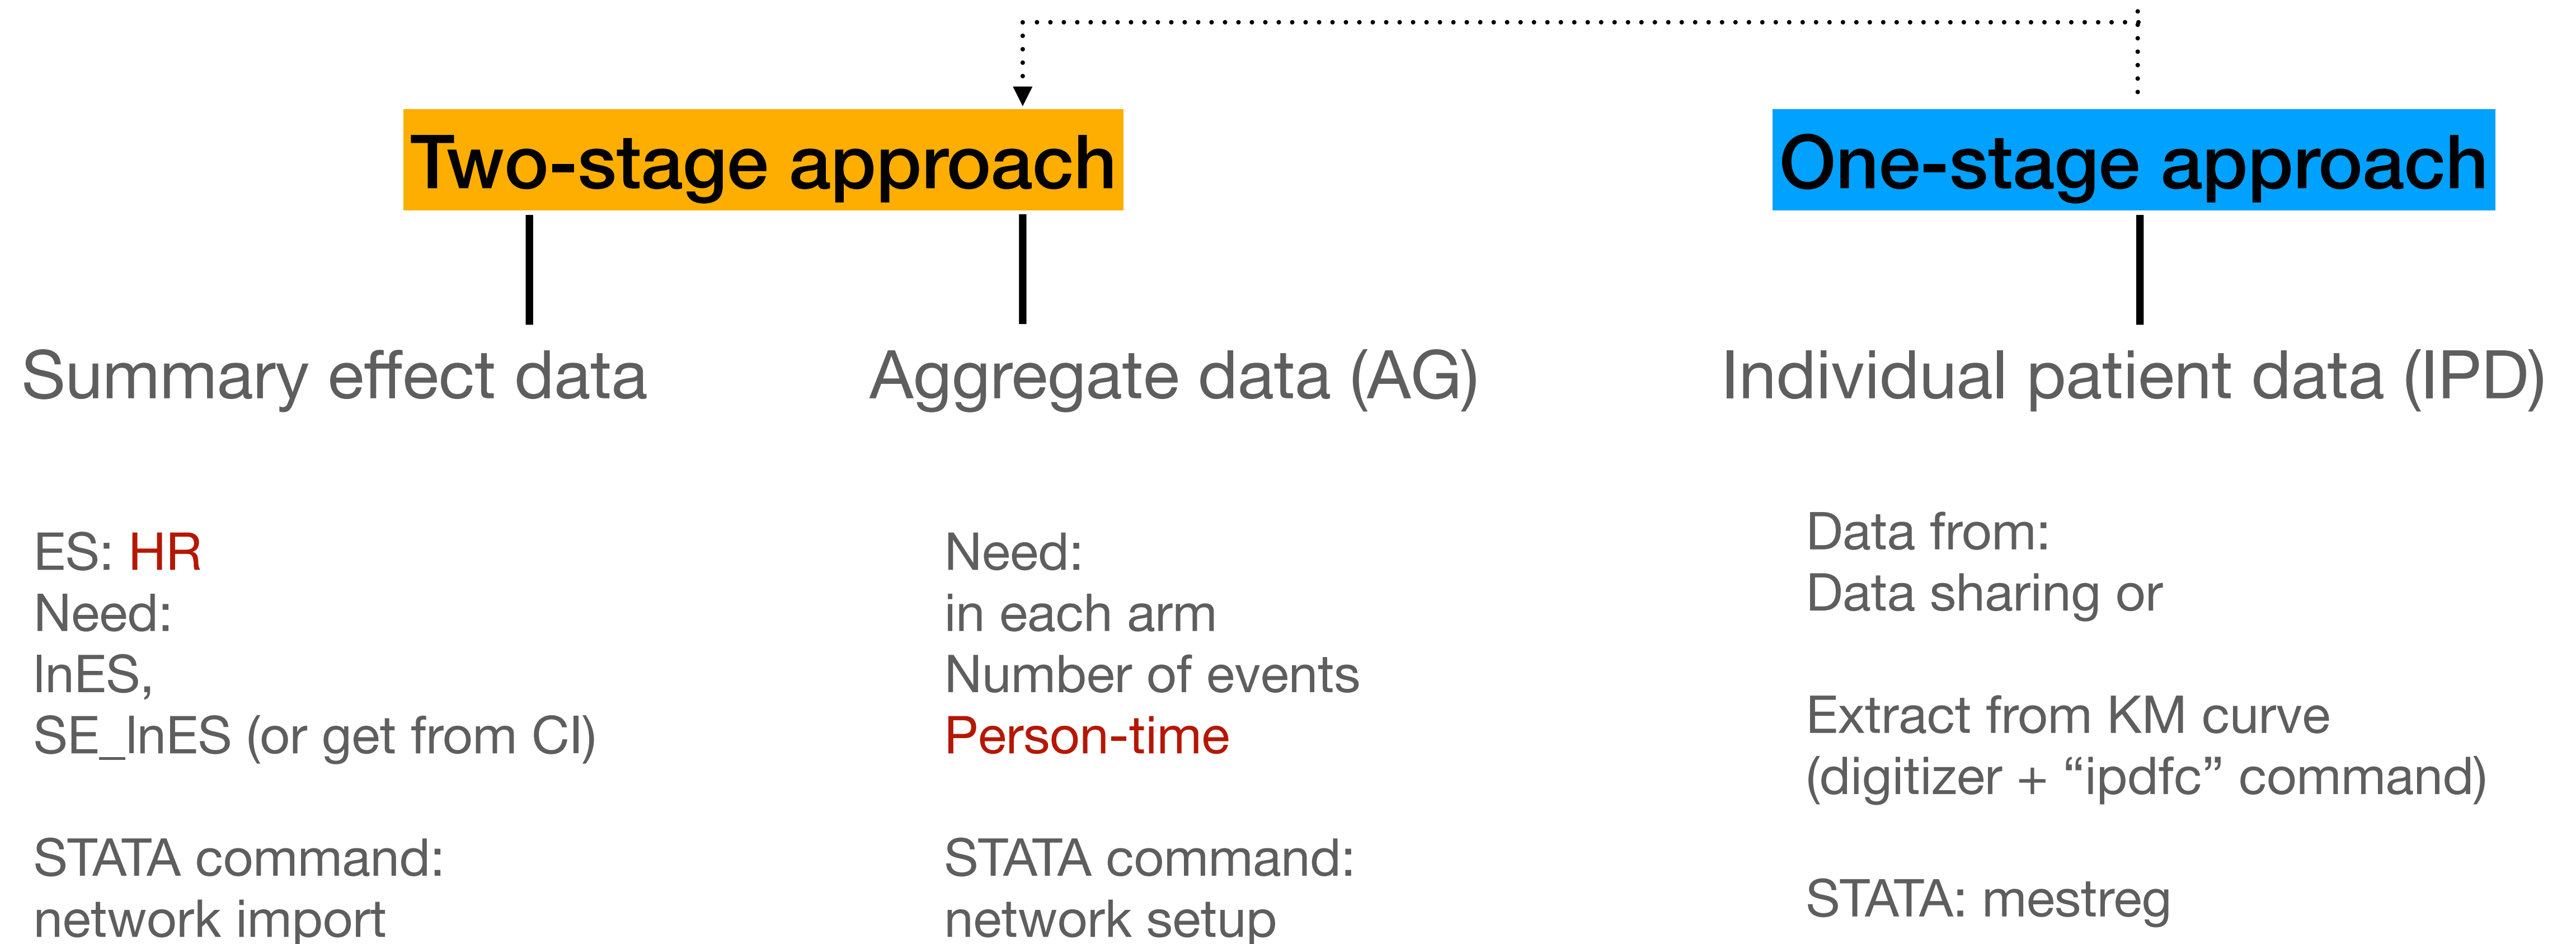 Two-stage approach
One-stage approach
Summary effect data
Aggregate data (AG)
Individual patient data (IPD)
ES: HR
Need:
lnES,
SE_lnES (or get from CI)
STATA command:
network import
Need:
in each arm
Number of events
Person-time
STATA command:
network setup
Data from:
Data sharing or
Extract from KM curve
(digitizer + “ipdfc” command)
STATA: mestreg